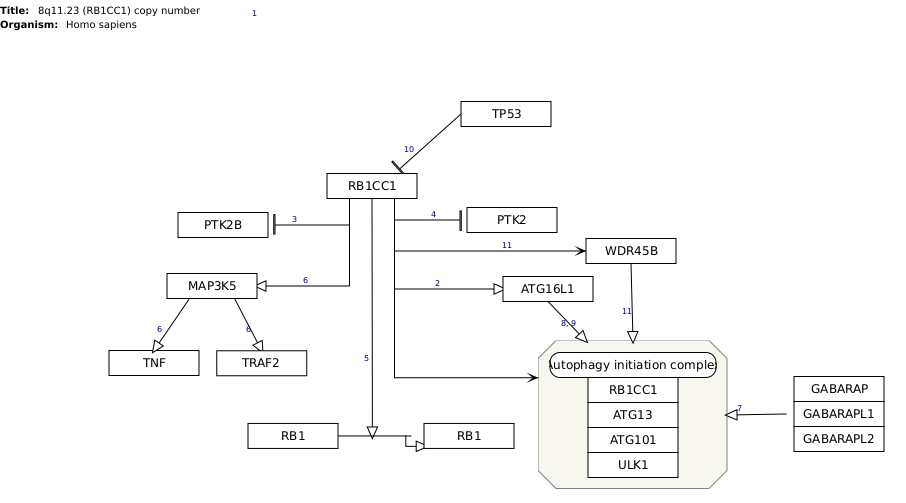 Title: 8q11.23 (RB1CC1) copy number 1
Organism: Homo sapiens
TP53
10
RB1CC1
PTK2B
3
4
PTK2
11
WDR45B
MAP3K5
6
2
ATG16L1
6
6
8, 9
11
TNF
TRAF2
5
Autophagy initiation comple
RB1CC1
ATG13
ATG101
ULK1
7
GABARAP
GABARAPL1
GABARAPL2
RB1
RB1